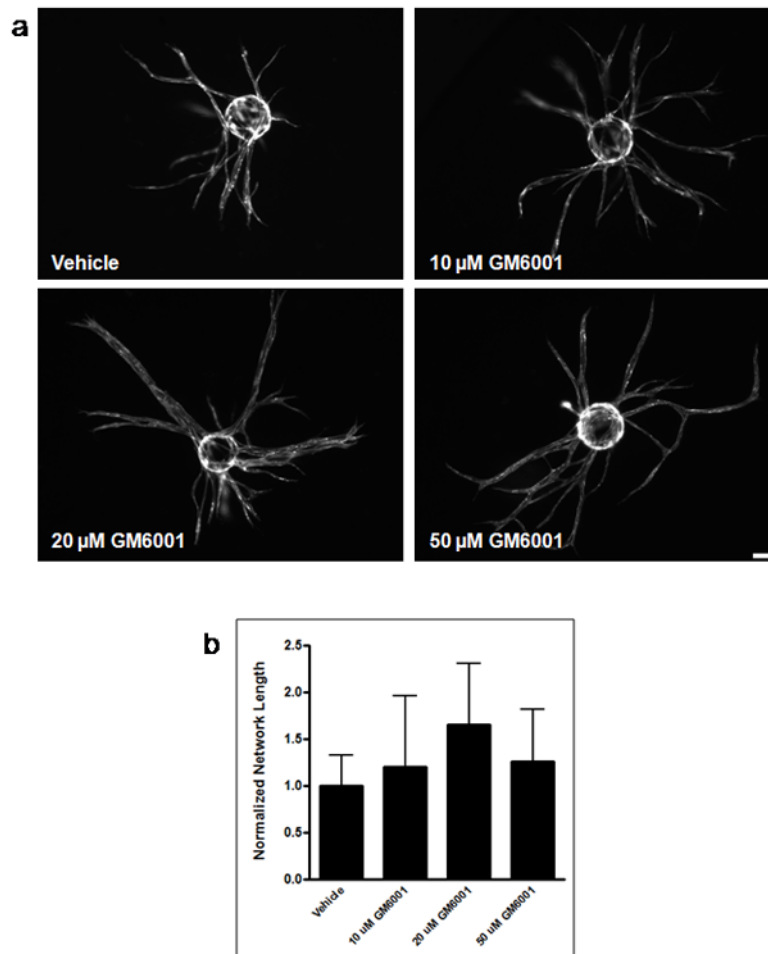 a
Vehicle
10 µM GM6001
20 µM GM6001
50 µM GM6001
b
Normalized Network Length
2.5
2.0
1.5
1.0
0.5
0.0
Vehicle
10 uM GM6001
20 uM GM6001
50 uM GM6001